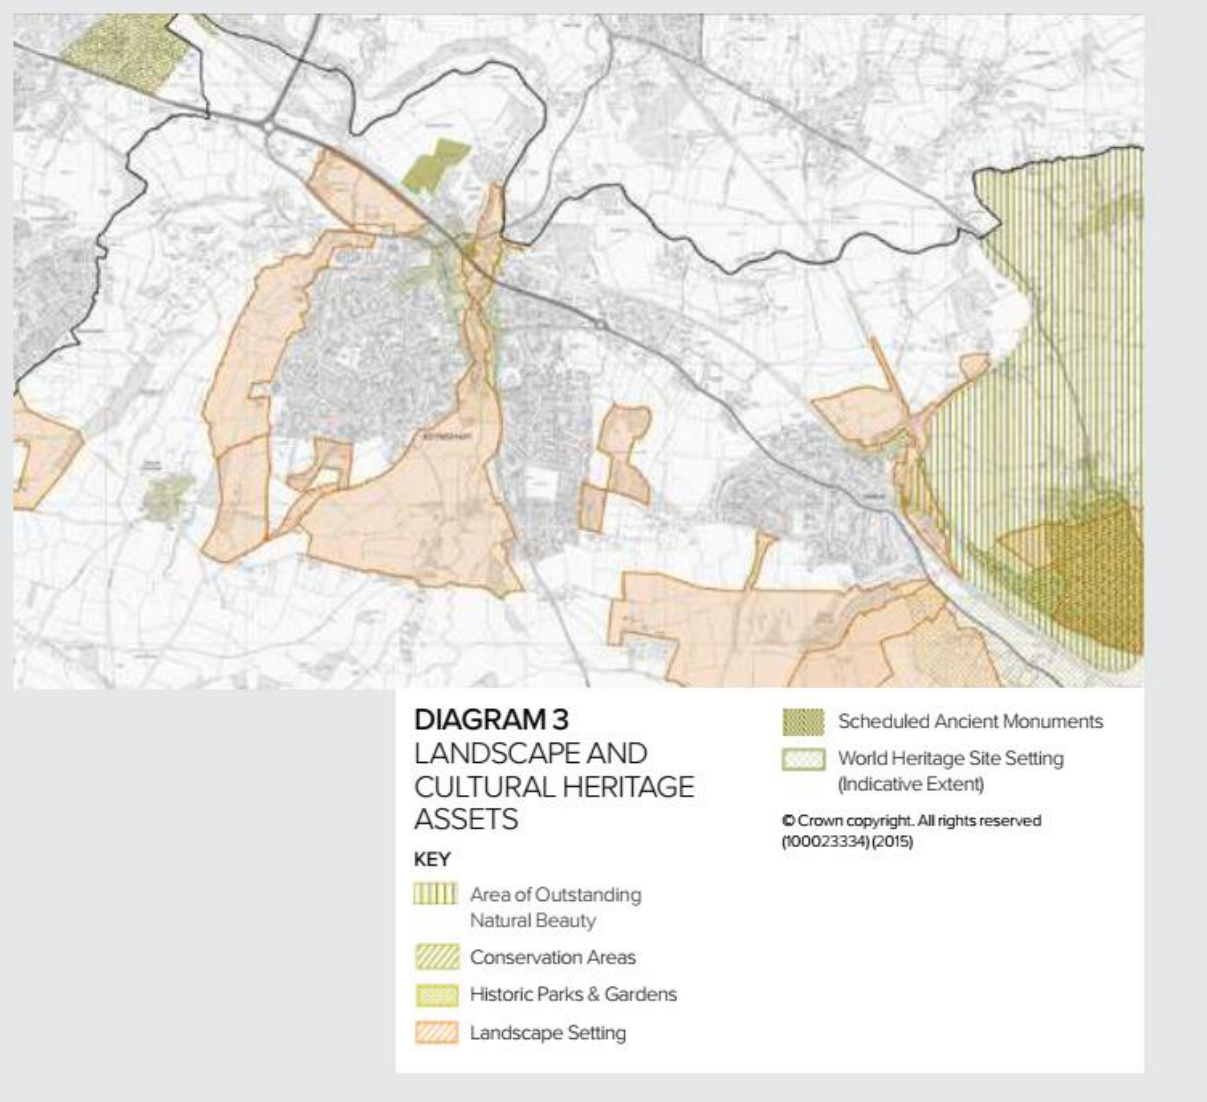 KEYNSHAM
DIAGRAM 3
LANDSCAPE AND
CULTURAL HERITAGE
ASSETS
KEY
Area of Outstanding
Natural Beauty
Conservation Areas
Historic Parks & Gardens
Landscape Setting
Scheduled Ancient Monuments
World Heritage Site Setting
(Indicative Extent)
© Crown copyright. All rights reserved
(100023334) (2015)